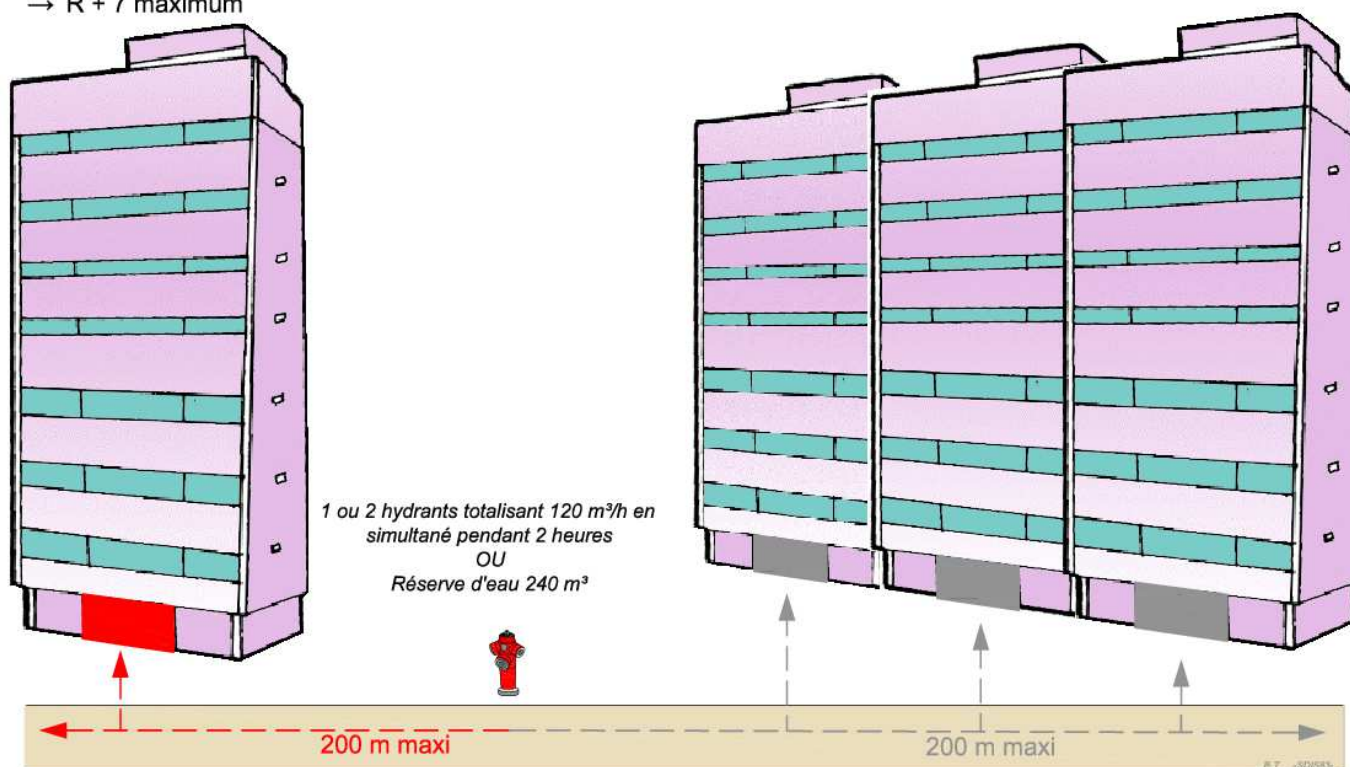 → R + 7 maximum
1 ou 2 hydrants totalisant 120 m³/h en
simultané pendant 2 heures
OU
Réserve d'eau 240 m³
200 m maxi
200 m maxi